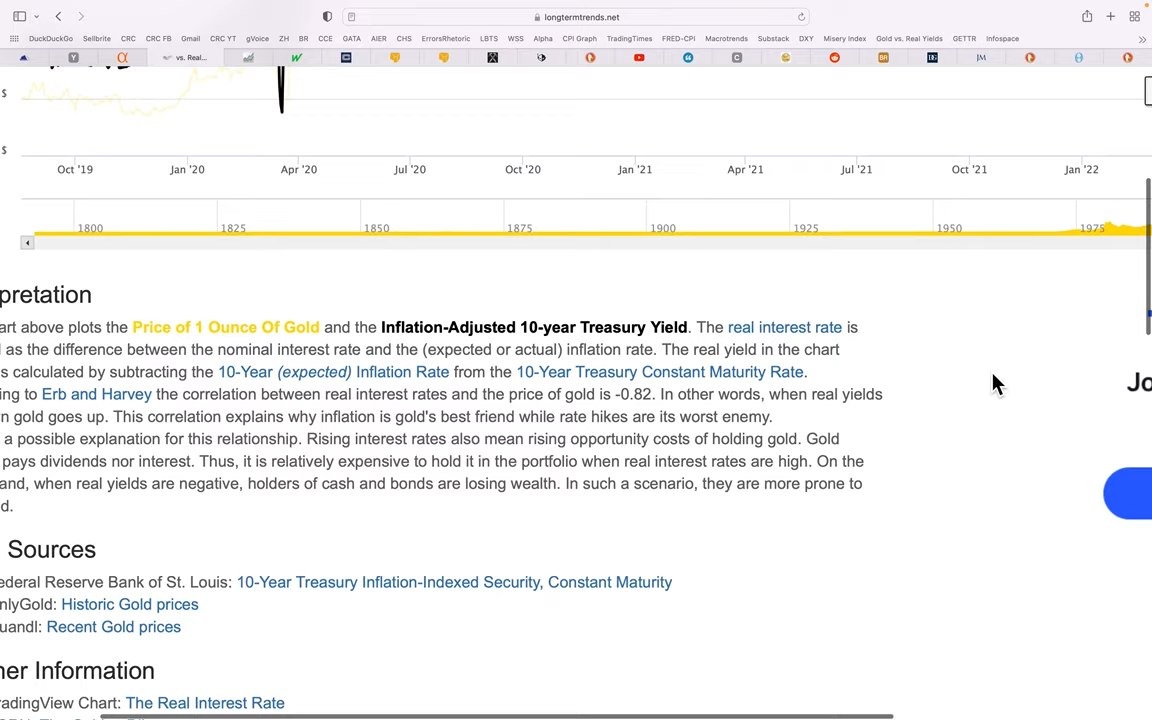 longtermtrends.net
DuckDuckGo Sellbrite CRC CRC FB Gmail CRC YT gVoice ZH BR CCE GATA AIER CHS ErrorsRhetoric LBTS WSS Alpha CPI Graph TradingTimes FRED-CPI Macrotrends Substack DXY Misery Index Gold vs. Real Yields GETTR Infospace
vs. Real...
$
$
Oct '19 Jan '20 Apr '20 Jul '20 Oct '20 Jan '21 Apr '21 Jul '21 Oct '21 Jan '22
1800 1825 1850 1875 1900 1925 1950 1975
pretation
art above plots the Price of 1 Ounce Of Gold and the Inflation-Adjusted 10-year Treasury Yield. The real interest rate is
as the difference between the nominal interest rate and the (expected or actual) inflation rate. The real yield in the chart
s calculated by subtracting the 10-Year (expected) Inflation Rate from the 10-Year Treasury Constant Maturity Rate.
ing to Erb and Harvey the correlation between real interest rates and the price of gold is -0.82. In other words, when real yields
n gold goes up. This correlation explains why inflation is gold's best friend while rate hikes are its worst enemy.
a possible explanation for this relationship. Rising interest rates also mean rising opportunity costs of holding gold. Gold
pays dividends nor interest. Thus, it is relatively expensive to hold it in the portfolio when real interest rates are high. On the
and, when real yields are negative, holders of cash and bonds are losing wealth. In such a scenario, they are more prone to
d.
Jo
Sources
ederal Reserve Bank of St. Louis: 10-Year Treasury Inflation-Indexed Security, Constant Maturity
nlyGold: Historic Gold prices
uandl: Recent Gold prices
her Information
radingView Chart: The Real Interest Rate